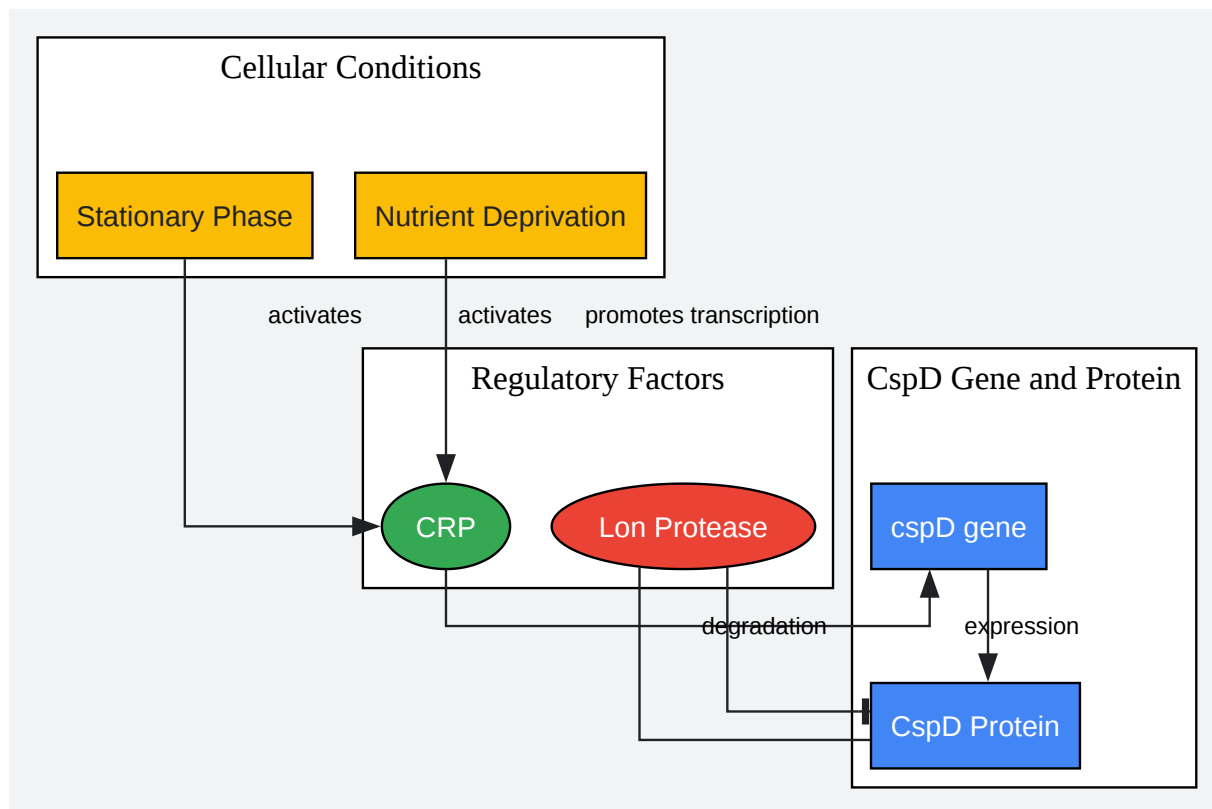 Cellular Conditions
Stationary Phase
Nutrient Deprivation
activates
activates
promotes transcription
Regulatory Factors
CspD Gene and Protein
CRP
Lon Protease
cspD gene
degradation
expression
CspD Protein